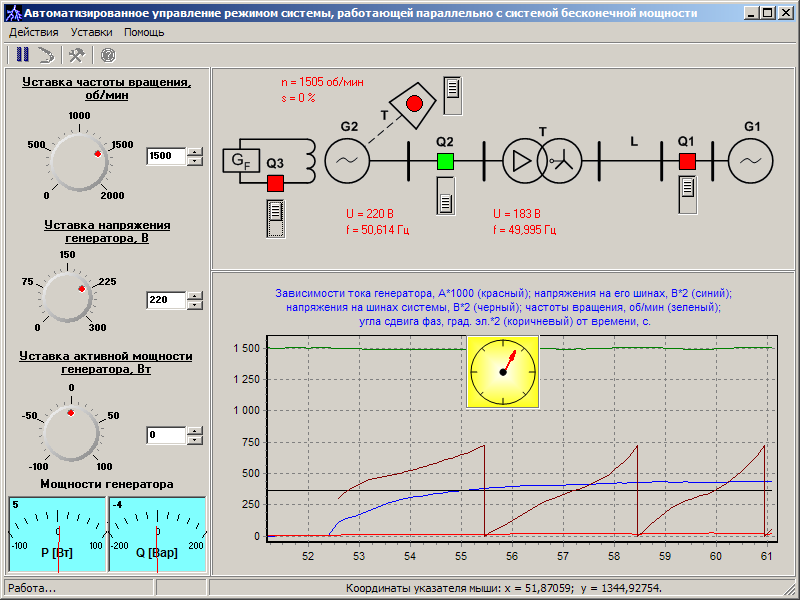 Автоматизированное управление режимом системы, работающей параллельно с системой бесконечной мощности
Действия Уставки Помощь
Уставка частоты вращения,
об/мин
1000
500
1500
0
2000
1500
Уставка напряжения
генератора, В
150
75
225
0
300
220
Уставка активной мощности
генератора, Вт
0
-50
50
-100
100
0
Мощности генератора
5
0
-100
100
P [Вт]
-4
0
-200
200
Q [Вар]
n = 1505 об/мин
s = 0 %
T
G2
Q2
T
L
Q1
G1
GF
Q3
U = 220 В
f = 50,614 Гц
U = 183 В
f = 49,995 Гц
Зависимости тока генератора, А*1000 (красный); напряжения на его шинах, В*2 (синий);
напряжения на шинах системы, В*2 (черный); частоты вращения, об/мин (зеленый);
угла сдвига фаз, град. эл.*2 (коричневый) от времени, с.
1 500
1 250
1 000
750
500
250
0
52 53 54 55 56 57 58 59 60 61
Работа...
Координаты указателя мыши: x = 51,87059; y = 1344,92754.